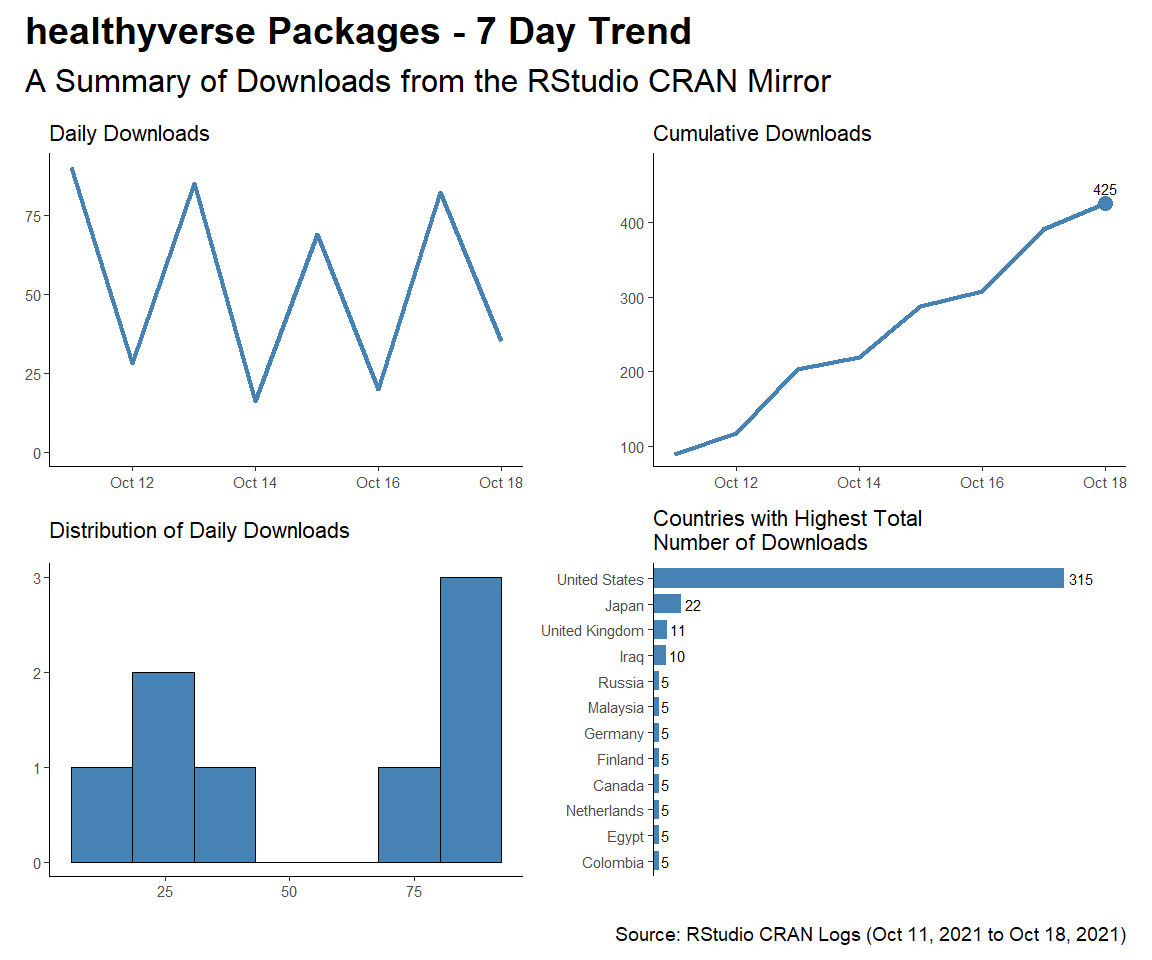 healthyverse Packages - 7 Day Trend
A Summary of Downloads from the RStudio CRAN Mirror
Daily Downloads
75
50
25
0
Oct 12 Oct 14 Oct 16 Oct 18
Cumulative Downloads
425
400
300
200
100
Oct 12 Oct 14 Oct 16 Oct 18
Distribution of Daily Downloads
3
2
1
0
25 50 75
Countries with Highest Total
Number of Downloads
United States 315
Japan 22
United Kingdom 11
Iraq 10
Russia 5
Malaysia 5
Germany 5
Finland 5
Canada 5
Netherlands 5
Egypt 5
Colombia 5
Source: RStudio CRAN Logs (Oct 11, 2021 to Oct 18, 2021)